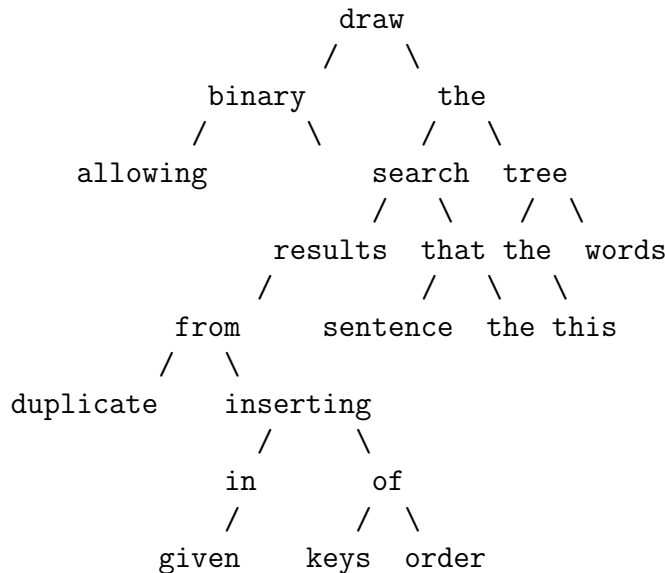 draw
binary the
allowing search tree
results that the words
from sentence the this
duplicate inserting
in of
given keys order